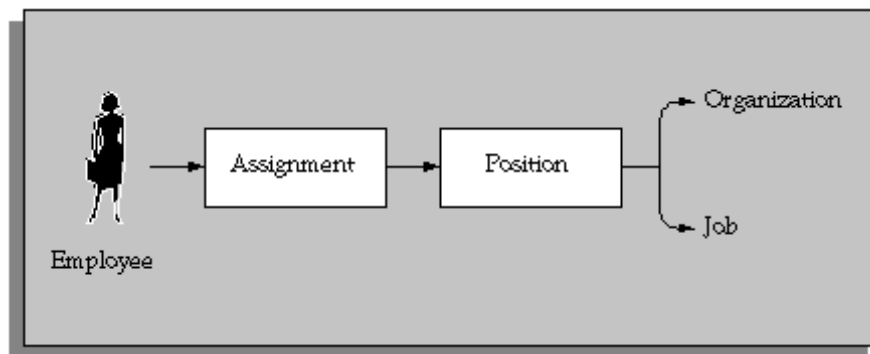 Organization
Assignment
Position
Job
Employee